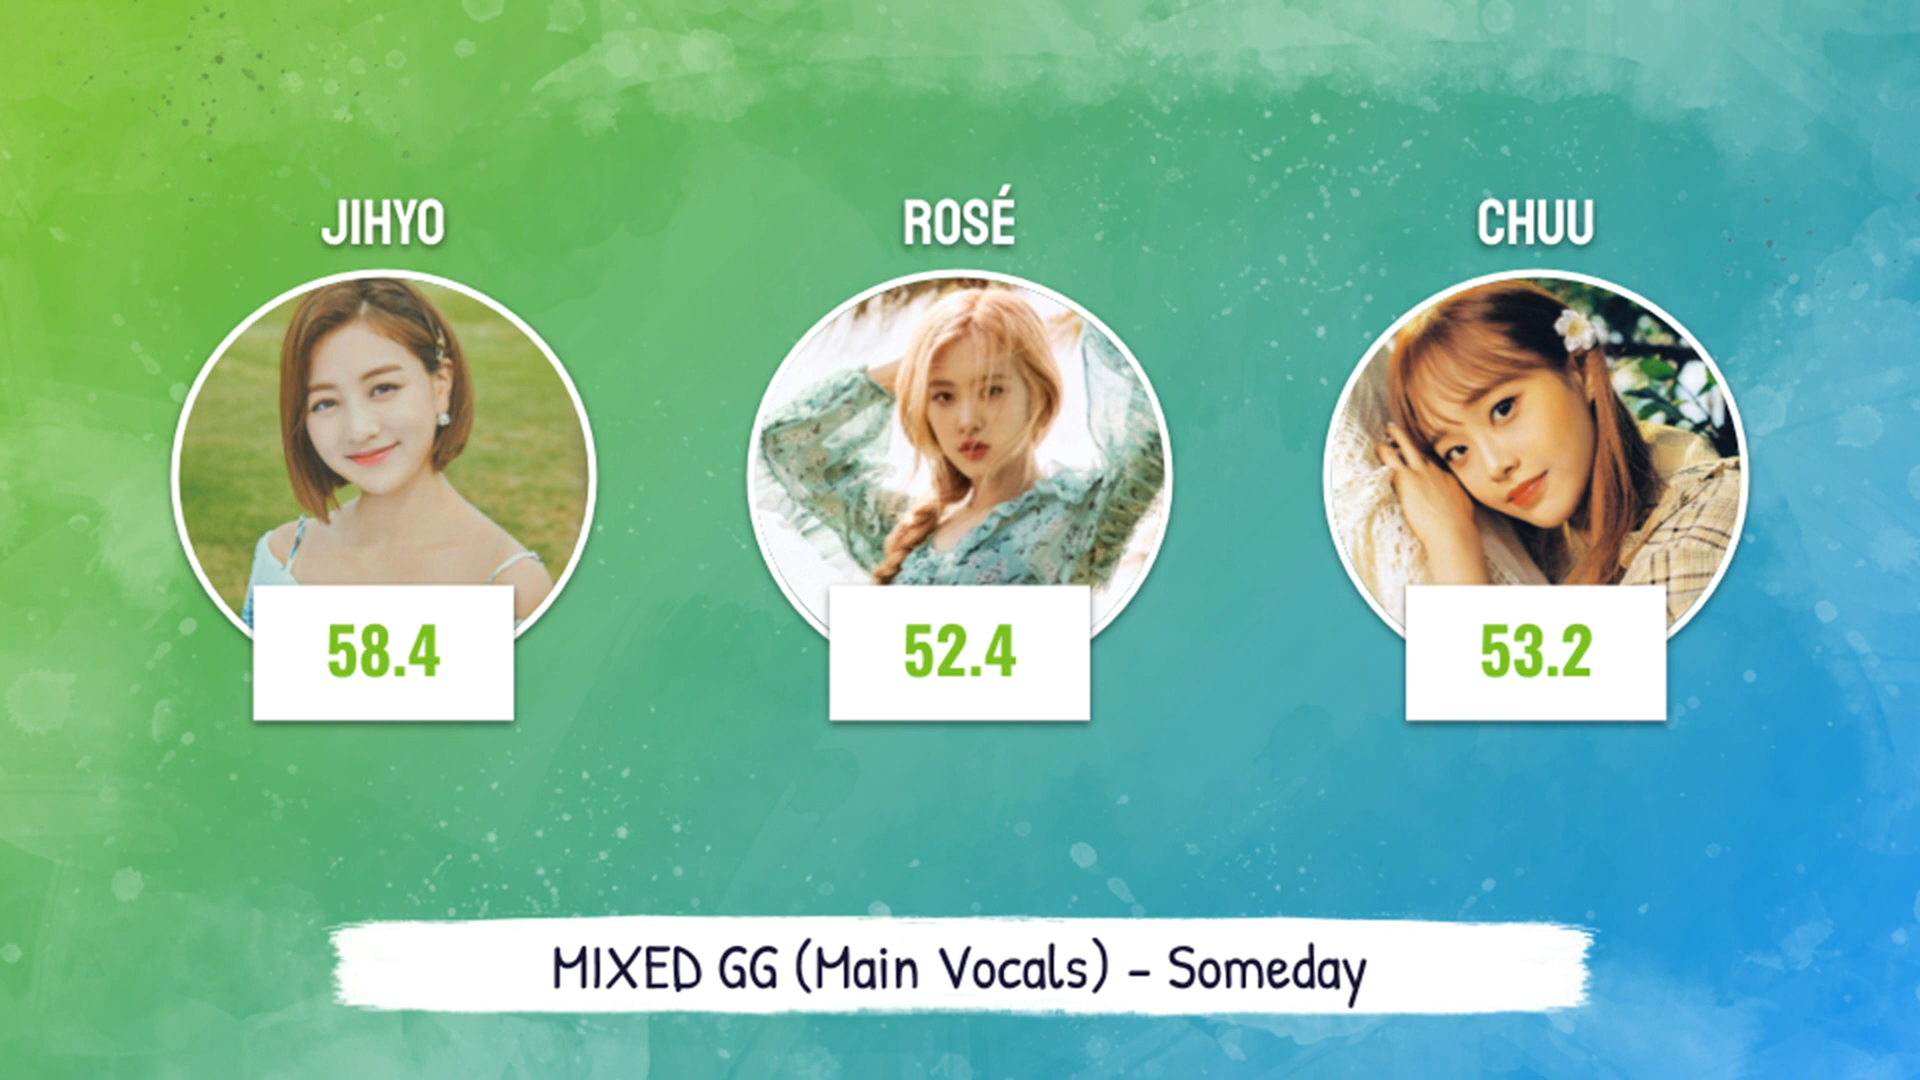 JIHYO
ROSÉ
CHUU
58.4
52.4
53.2
MIXED GG (Main Vocals) - Someday